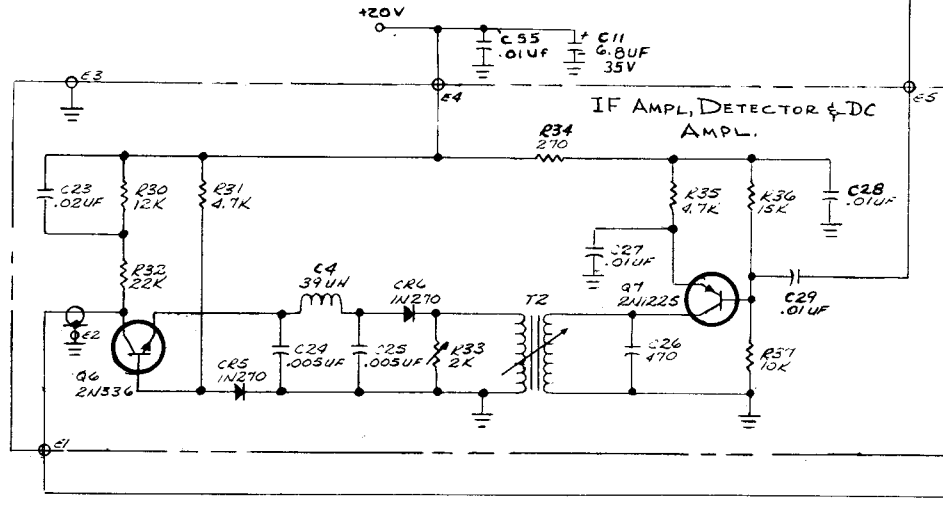 +20V
C55
.01UF
+ C11
6.8UF
35V
E3
E4
E5
IF AMPL, DETECTOR & DC
AMPL.
R34
270
C23
.02UF
R30
12K
R31
4.7K
R35
4.7K
R36
15K
C28
.01UF
R32
22K
C27
.01UF
C4
39UH
CR6
1N270
Q7
2N1225
T2
C29
.01UF
E2
Q6
2N336
CR5
1N270
C24
.005UF
C25
.005UF
R33
2K
C26
470
R37
10K
E1